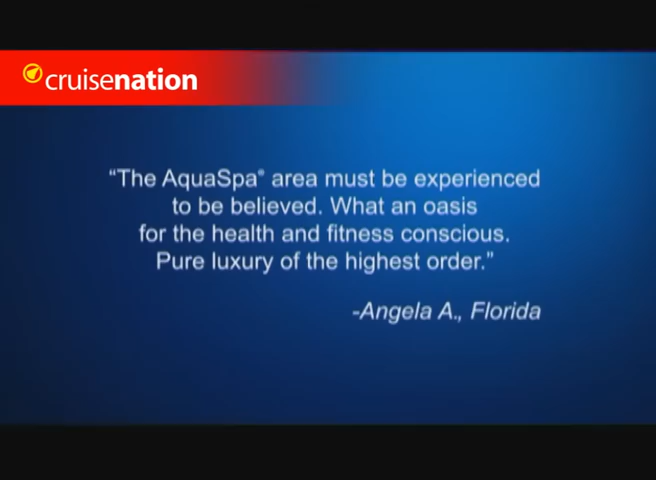 cruisenation
“The AquaSpa® area must be experienced
to be believed. What an oasis
for the health and fitness conscious.
Pure luxury of the highest order.”
-Angela A., Florida